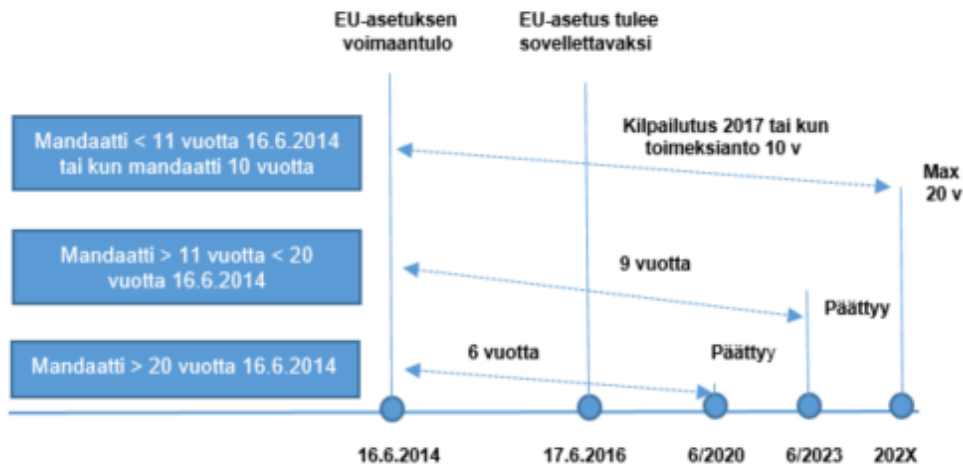 EU-asetuksen
voimaantulo
EU-asetus tulee
sovellettavaksi
Mandaatti < 11 vuotta 16.6.2014
tai kun mandaatti 10 vuotta
Kilpailutus 2017 tai kun
toimeksianto 10 v
Max
20 v
Mandaatti > 11 vuotta < 20
vuotta 16.6.2014
9 vuotta
Päättyy
Mandaatti > 20 vuotta 16.6.2014
6 vuotta
Päättyy
16.6.2014
17.6.2016
6/2020
6/2023
202X